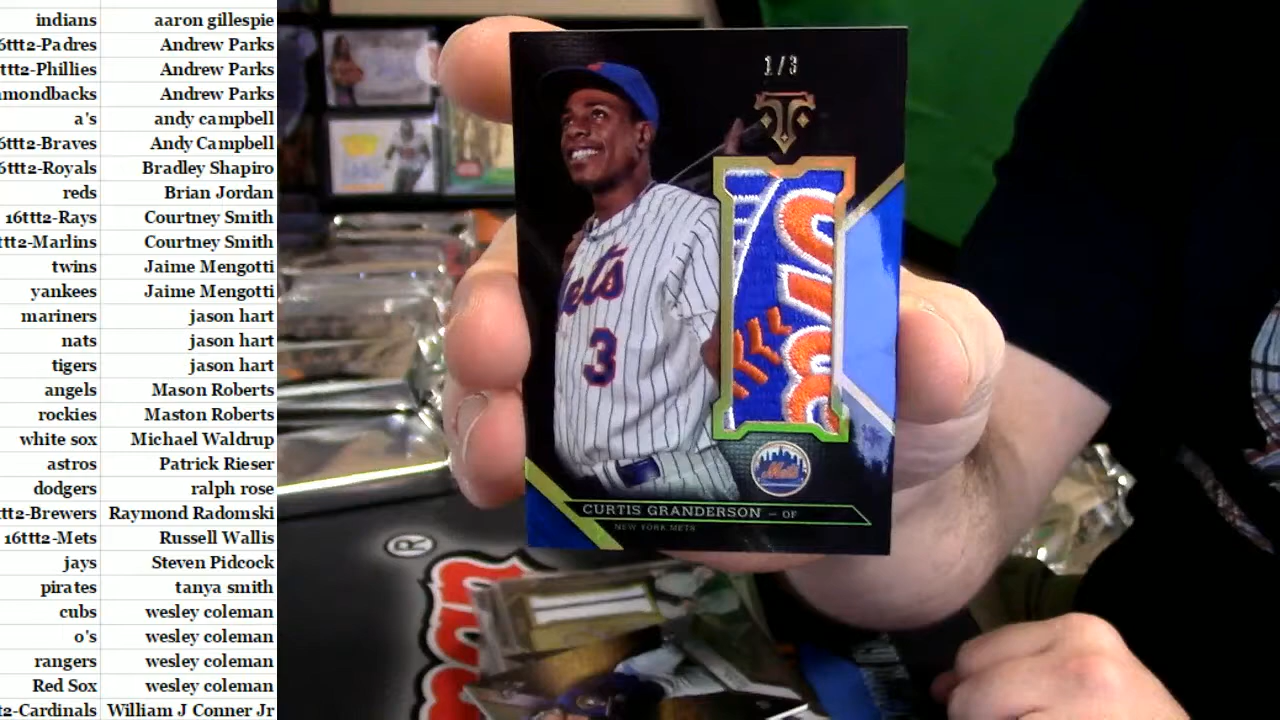 indians aaron gillespie
6ttt2-Padres Andrew Parks
ttt2-Phillies Andrew Parks
amondbacks Andrew Parks
a's andy campbell
6ttt2-Braves Andy Campbell
6ttt2-Royals Bradley Shapiro
reds Brian Jordan
16ttt2-Rays Courtney Smith
ttt2-Marlins Courtney Smith
twins Jaime Mengotti
yankees Jaime Mengotti
mariners jason hart
nats jason hart
tigers jason hart
angels Mason Roberts
rockies Maston Roberts
white sox Michael Waldrup
astros Patrick Rieser
dodgers ralph rose
tt2-Brewers Raymond Radomski
16ttt2-Mets Russell Wallis
jays Steven Pidcock
pirates tanya smith
cubs wesley coleman
o's wesley coleman
rangers wesley coleman
Red Sox wesley coleman
t2-Cardinals William J Conner Jr
1/3
Mets
3
Mets
CURTIS GRANDERSON – OF
NEW YORK METS
®